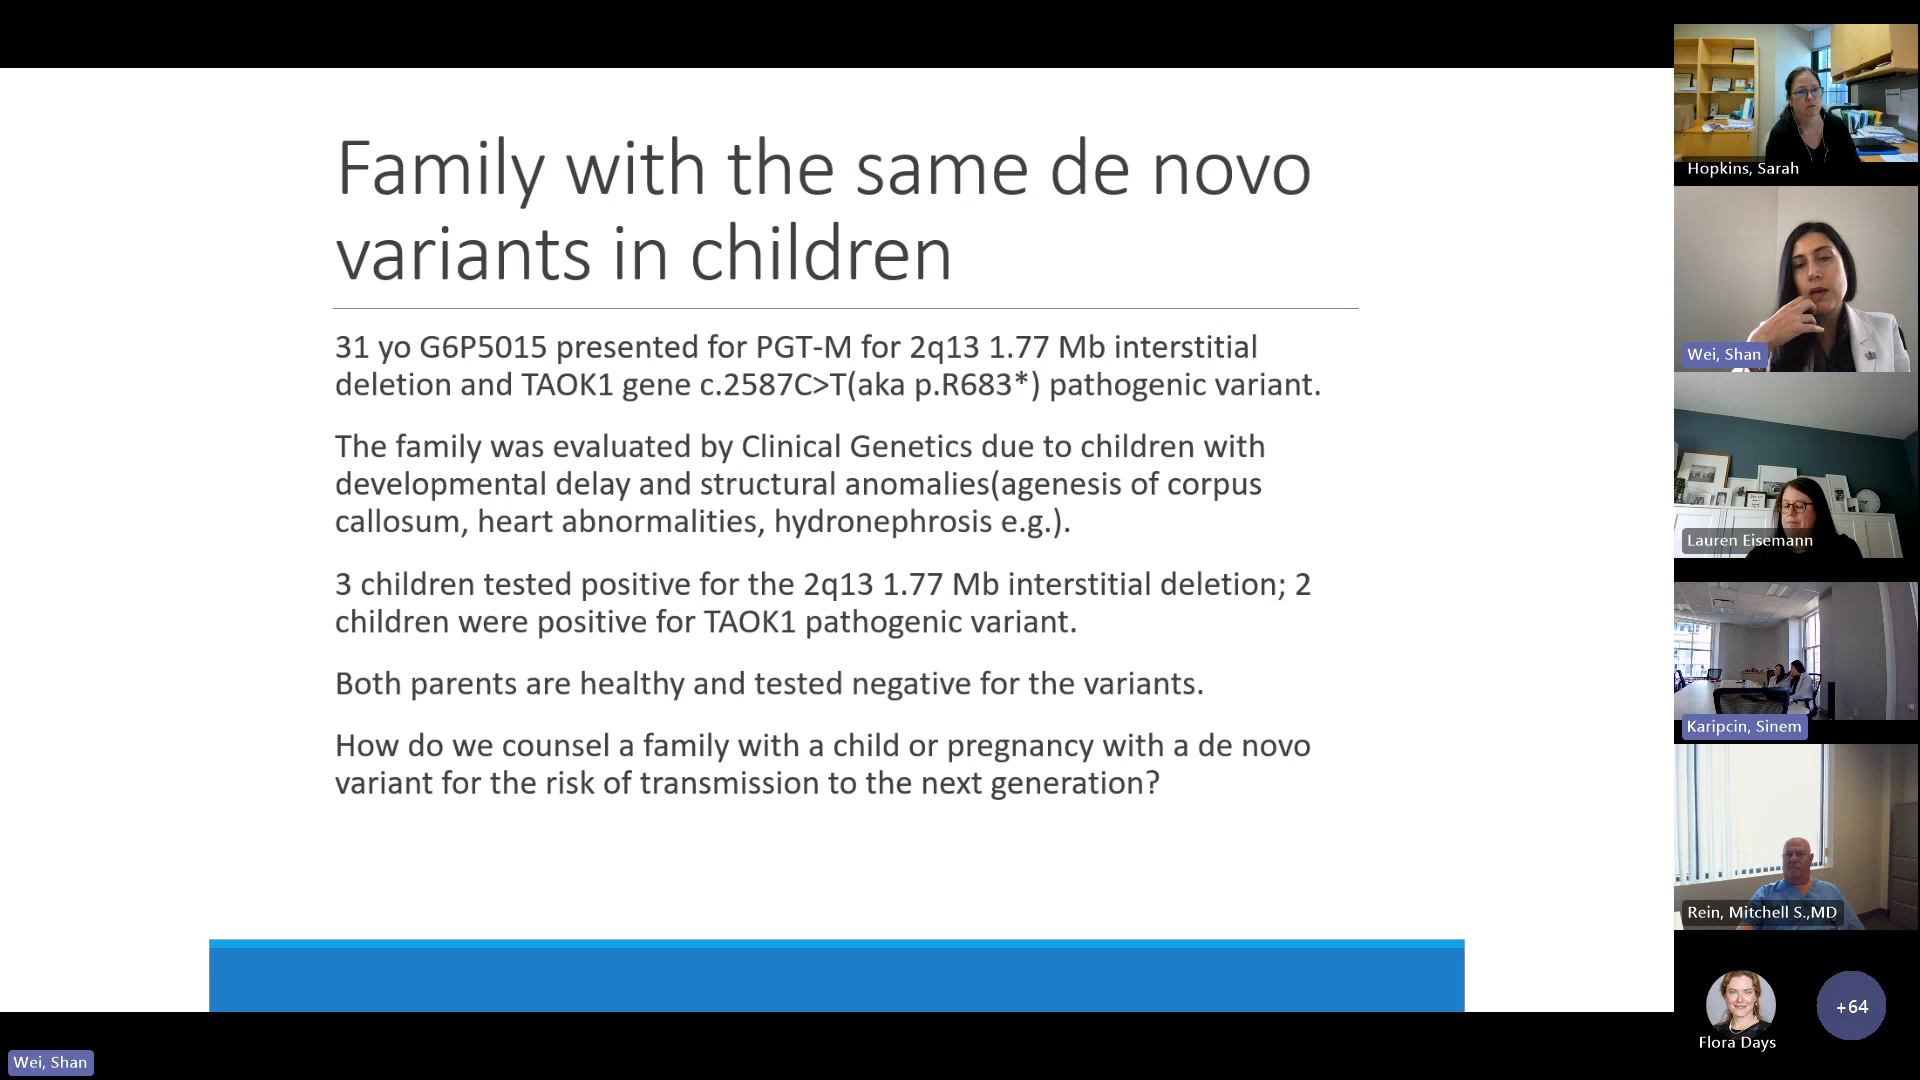 Family with the same de novo
variants in children
31 yo G6P5015 presented for PGT-M for 2q13 1.77 Mb interstitial
deletion and TAOK1 gene c.2587C>T(aka p.R683*) pathogenic variant.
The family was evaluated by Clinical Genetics due to children with
developmental delay and structural anomalies(agenesis of corpus
callosum, heart abnormalities, hydronephrosis e.g.).
3 children tested positive for the 2q13 1.77 Mb interstitial deletion; 2
children were positive for TAOK1 pathogenic variant.
Both parents are healthy and tested negative for the variants.
How do we counsel a family with a child or pregnancy with a de novo
variant for the risk of transmission to the next generation?
Hopkins, Sarah
Wei, Shan
Lauren Eisemann
Karipcin, Sinem
Rein, Mitchell S.,MD
Flora Days
+64
Wei, Shan